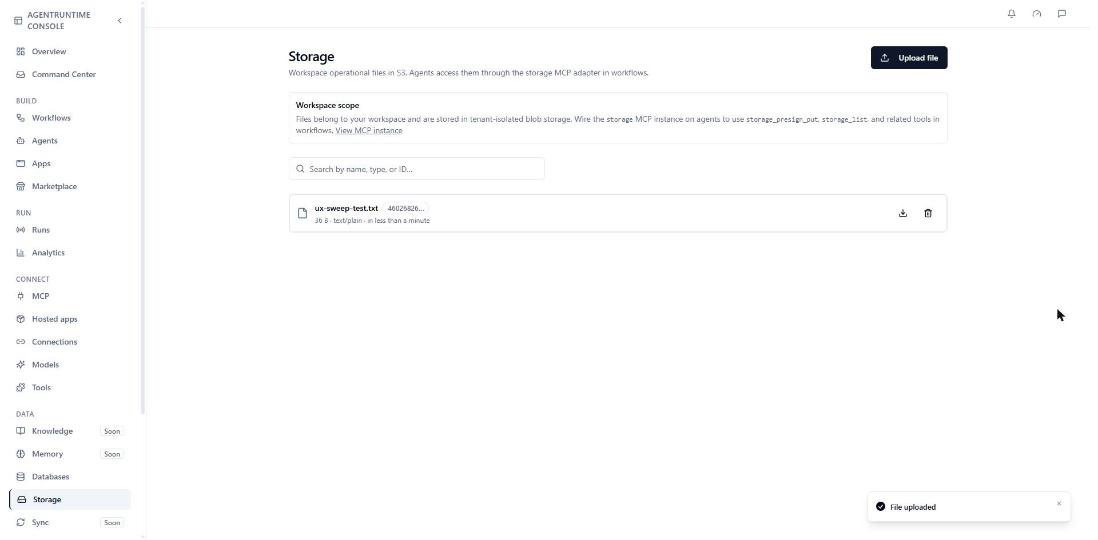 AGENTRUNTIME
CONSOLE
Overview
Command Center
BUILD
Workflows
Agents
Apps
Marketplace
RUN
Runs
Analytics
CONNECT
MCP
Hosted apps
Connections
Models
Tools
DATA
Knowledge Soon
Memory Soon
Databases
Storage
Sync Soon
Storage
Workspace operational files in S3. Agents access them through the storage MCP adapter in workflows.
Upload file
Workspace scope
Files belong to your workspace and are stored in tenant-isolated blob storage. Wire the storage MCP instance on agents to use storage_presign_put, storage_list, and related tools in
workflows. View MCP instance
Search by name, type, or ID...
ux-sweep-test.txt 46026826...
36 B · text/plain · in less than a minute
File uploaded